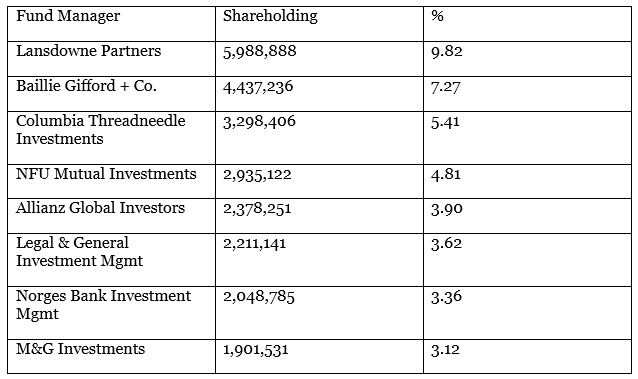 Fund Manager Shareholding %
Lansdowne Partners 5,988,888 9.82
Baillie Gifford + Co. 4,437,236 7.27
Columbia Threadneedle 3,298,406 5.41
Investments
NFU Mutual Investments 2,935,122 4.81
Allianz Global Investors 2,378,251 3.90
Legal & General 2,211,141 3.62
Investment Mgmt
Norges Bank Investment 2,048,785 3.36
Mgmt
M&G Investments 1,901,531 3.12